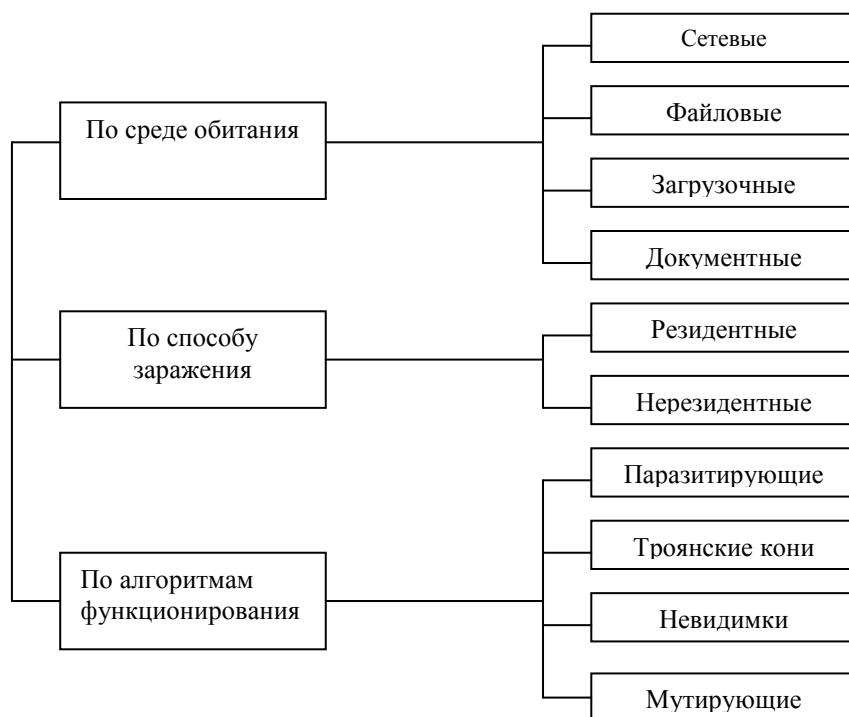 По среде обитания
Сетевые
Файловые
Загрузочные
Документные
По способу
заражения
Резидентные
Нерезидентные
По алгоритмам
функционирования
Паразитирующие
Троянские кони
Невидимки
Мутирующие